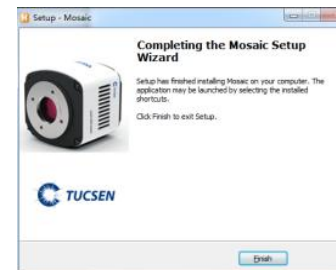 Setup - Mosaic
Completing the Mosaic Setup
Wizard
Setup has finished installing Mosaic on your computer. The
application may be launched by selecting the installed
shortcuts.
Click Finish to exit Setup.
TUCSEN
Finish